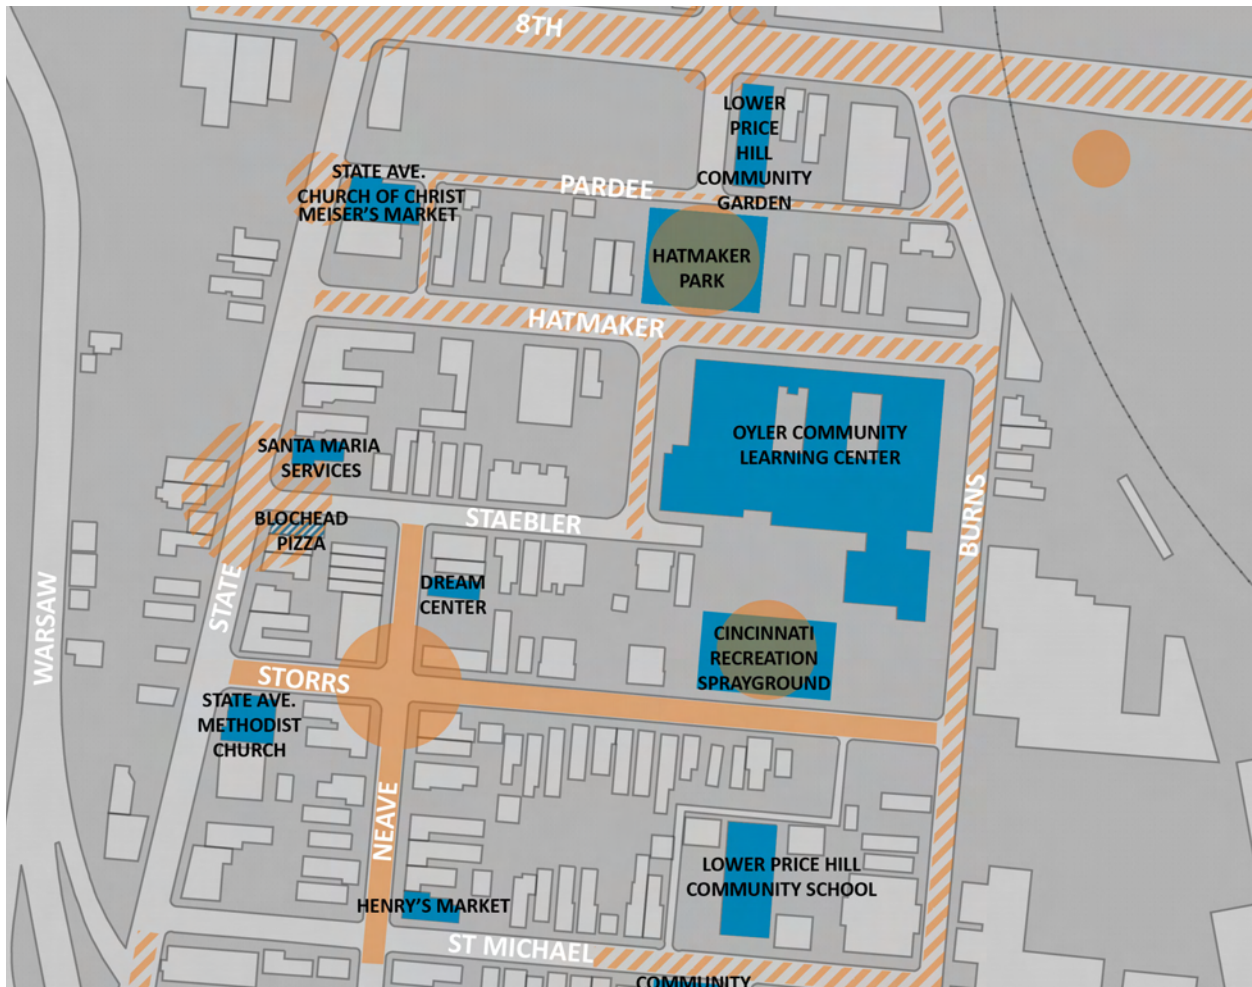 8TH
LOWER
PRICE
HILL
COMMUNITY
GARDEN
STATE AVE.
CHURCH OF CHRIST
MEISER'S MARKET
PARDEE
HATMAKER
PARK
HATMAKER
OYLER COMMUNITY
LEARNING CENTER
SANTA MARIA
SERVICES
BLOCHEAD
PIZZA
STAEBLER
BURNS
DREAM
CENTER
STATE
WARSAW
CINCINNATI
RECREATION
SPRAYGROUND
STORRS
STATE AVE.
METHODIST
CHURCH
NEAVE
LOWER PRICE HILL
COMMUNITY SCHOOL
HENRY'S MARKET
ST MICHAEL
COMMUNITY